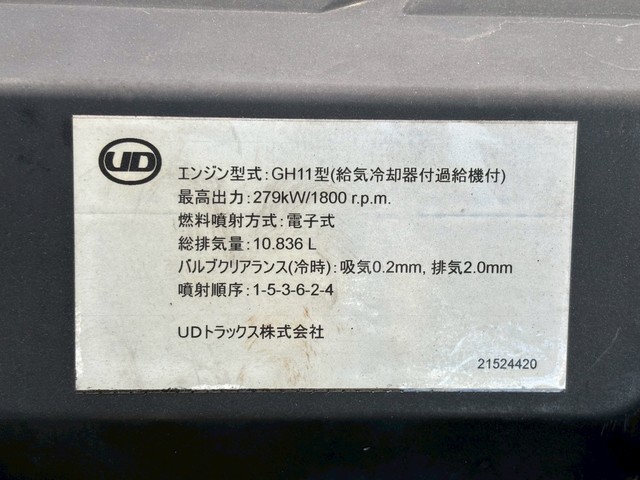 UD
エンジン型式:GH11型(給気冷却器付過給機付)
最高出力:279kW/1800 r.p.m.
燃料噴射方式:電子式
総排気量:10.836 L
バルブクリアランス(冷時):吸気0.2mm, 排気2.0mm
噴射順序:1-5-3-6-2-4
UDトラックス株式会社
21524420